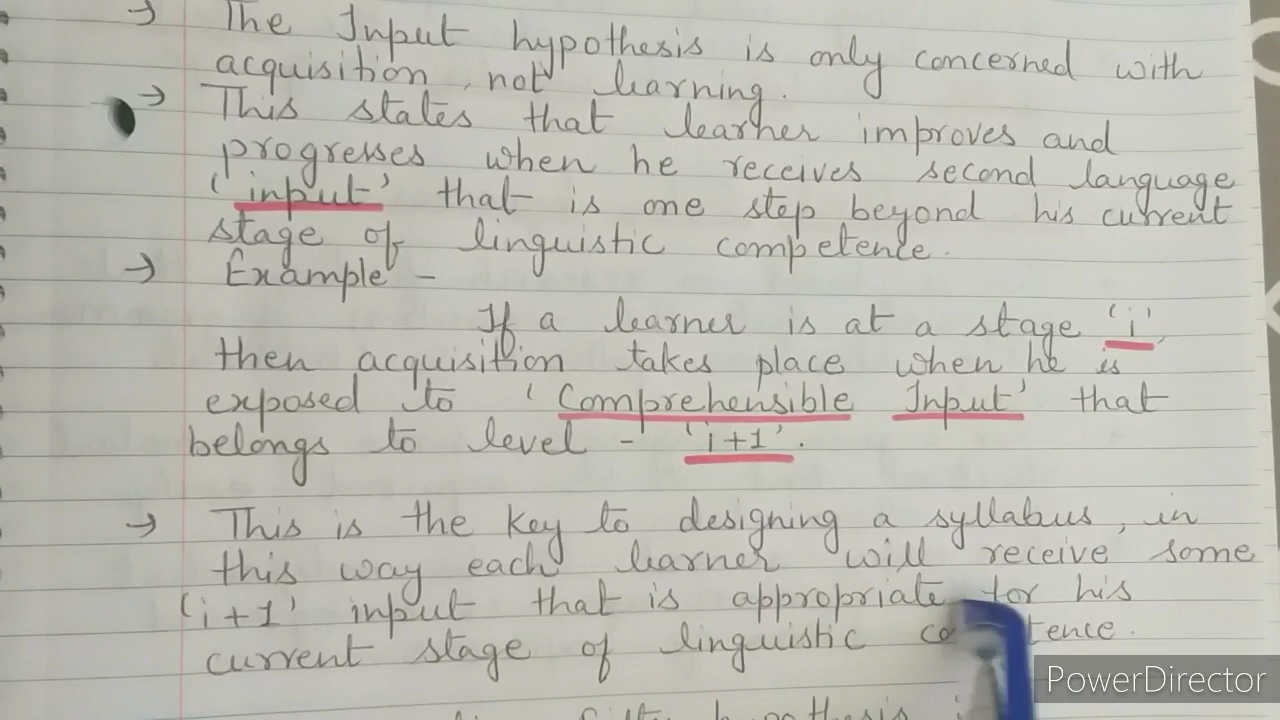 → The Input hypothesis is only concerned with
acquisition, not learning.
→ This states that learner improves and
progresses when he receives second language
'input' that is one step beyond his current
stage of linguistic competence.
→ Example -
If a learner is at a stage 'i',
then acquisition takes place when he is
exposed to 'Comprehensible Input' that
belongs to level - 'i+1'.
→ This is the key to designing a syllabus, in
this way each learner will receive some
'i+1' input that is appropriate for his
current stage of linguistic co tence.
hypothesis
PowerDirector